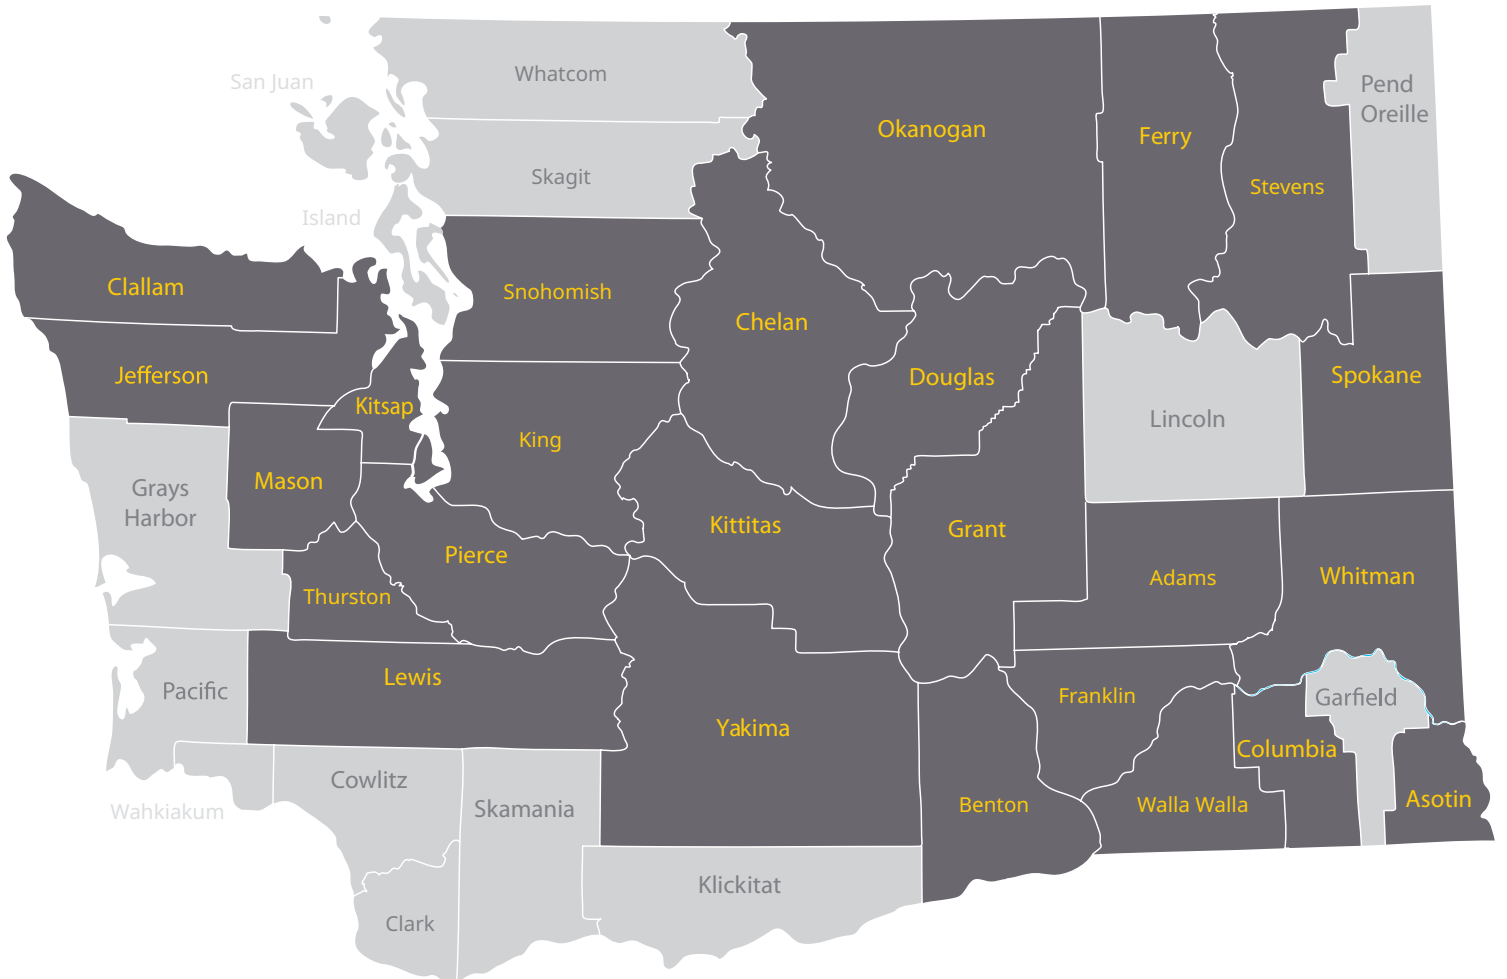 San Juan
Whatcom
Pend
Oreille
Okanogan
Ferry
Skagit
Stevens
Island
Clallam
Snohomish
Chelan
Jefferson
Douglas
Spokane
Kitsap
Lincoln
King
Mason
Grays
Harbor
Kittitas
Grant
Pierce
Adams
Whitman
Thurston
Lewis
Pacific
Franklin
Garfield
Yakima
Columbia
Cowlitz
Skamania
Wahkiakum
Benton
Walla Walla
Asotin
Klickitat
Clark